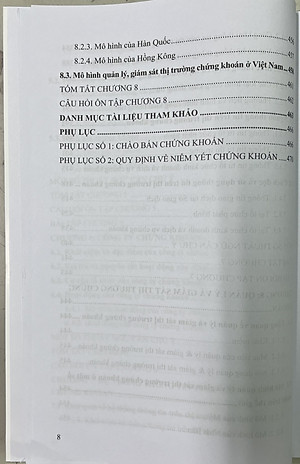 8.2.3. Mô hình của Hàn Quốc
8.2.4. Mô hình của Hồng Kông
8.3. Mô hình quản lý, giám sát thị trường chứng khoán ở Việt Nam
TÓM TẮT CHƯƠNG 8
CÂU HỎI ÔN TẬP CHƯƠNG 8
DANH MỤC TÀI LIỆU THAM KHẢO
PHỤ LỤC
PHỤ LỤC SỐ 1: CHÀO BÁN CHỨNG KHOÁN
PHỤ LỤC SỐ 2: QUY ĐỊNH VỀ NIÊM YẾT CHỨNG KHOÁN
8